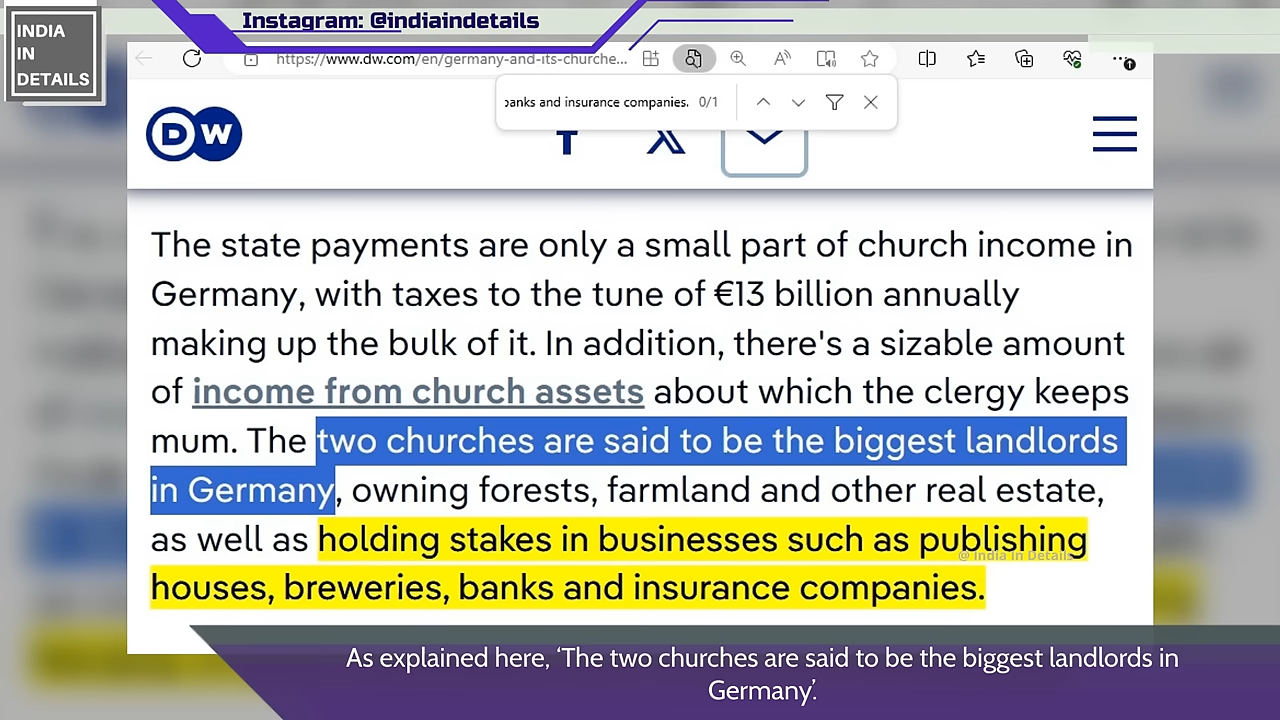 Instagram: @indiaindetails
INDIA
IN
DETAILS
https://www.dw.com/en/germany-and-its-churche...
banks and insurance companies. 0/1
DW
The state payments are only a small part of church income in
Germany, with taxes to the tune of €13 billion annually
making up the bulk of it. In addition, there's a sizable amount
of income from church assets about which the clergy keeps
mum. The two churches are said to be the biggest landlords
in Germany, owning forests, farmland and other real estate,
as well as holding stakes in businesses such as publishing
@ India In Details
houses, breweries, banks and insurance companies.
As explained here, ‘The two churches are said to be the biggest landlords in
Germany’.